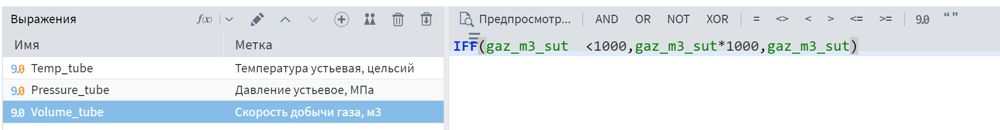 Выражения f(x) Предпросмотр... AND OR NOT XOR = <> < > <= >= 9.0 “ ”
Имя Метка
IFF(gaz_m3_sut <1000,gaz_m3_sut*1000,gaz_m3_sut)
9.0 Temp_tube Температура устьевая, цельсий
9.0 Pressure_tube Давление устьевое, МПа
9.0 Volume_tube Скорость добычи газа, м3